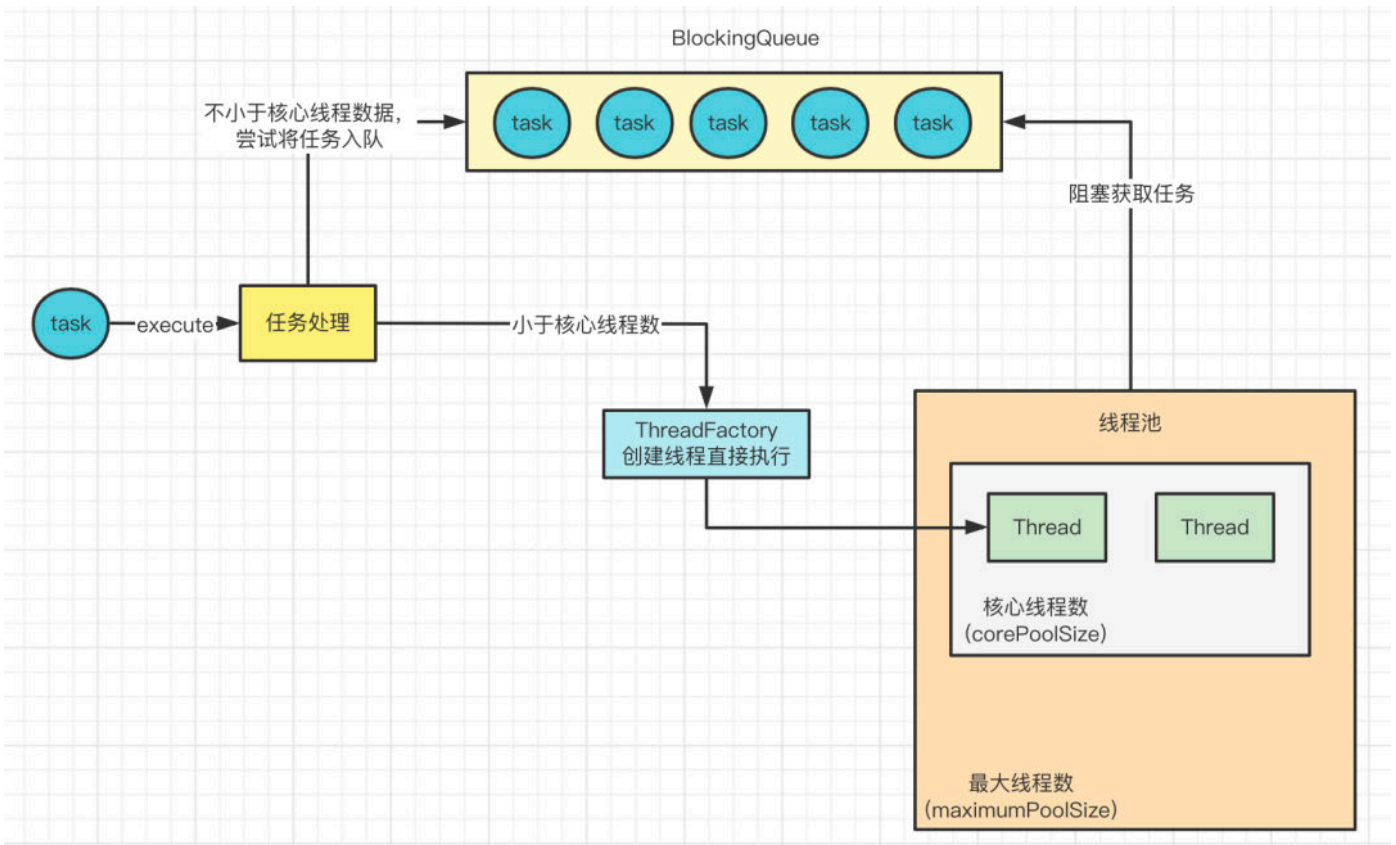 BlockingQueue
不小于核心线程数据，
尝试将任务入队
task
task
task
task
task
阻塞获取任务
task
execute
任务处理
小于核心线程数
ThreadFactory
创建线程直接执行
线程池
Thread
Thread
核心线程数
(corePoolSize)
最大线程数
(maximumPoolSize)